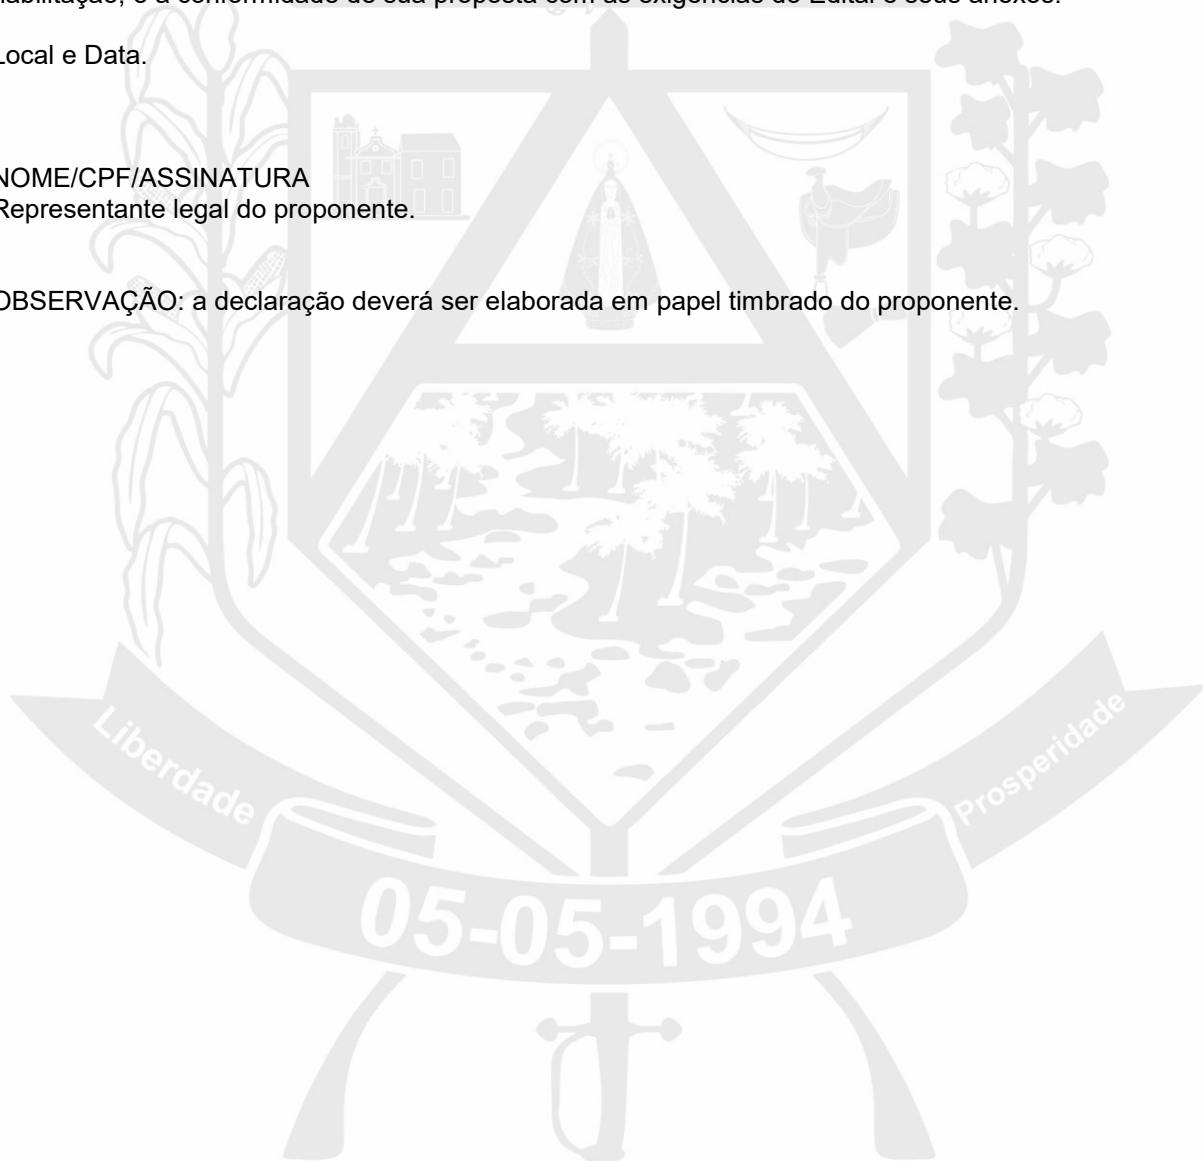 habilitação, e a conformidade de sua proposta com as exigências do Edital e seus anexos.
Local e Data.
NOME/CPF/ASSINATURA
Representante legal do proponente.
OBSERVAÇÃO: a declaração deverá ser elaborada em papel timbrado do proponente.
Liberdade
Prosperidade
05-05-1994